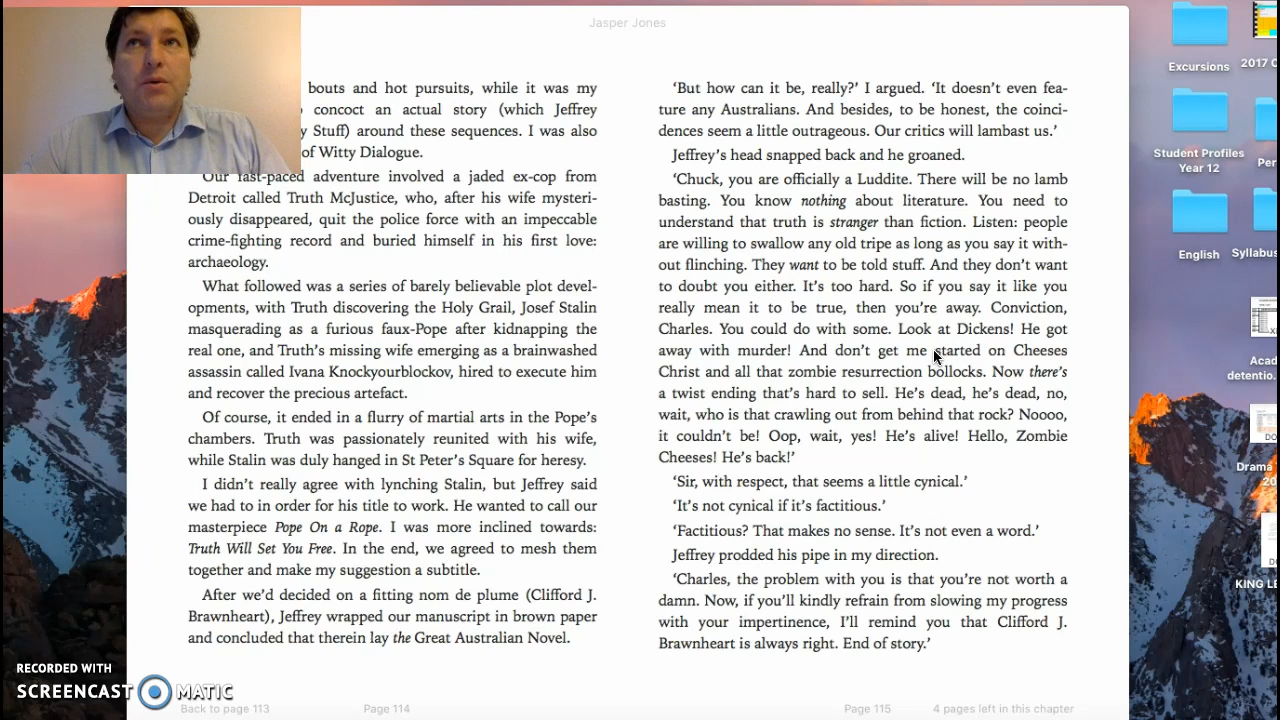 Jasper Jones
bouts and hot pursuits, while it was my
concoct an actual story (which Jeffrey
Stuff) around these sequences. I was also
of Witty Dialogue.
Our fast-paced adventure involved a jaded ex-cop from
Detroit called Truth McJustice, who, after his wife mysteri-
ously disappeared, quit the police force with an impeccable
crime-fighting record and buried himself in his first love:
archaeology.
What followed was a series of barely believable plot devel-
opments, with Truth discovering the Holy Grail, Josef Stalin
masquerading as a furious faux-Pope after kidnapping the
real one, and Truth's missing wife emerging as a brainwashed
assassin called Ivana Knockyourblockov, hired to execute him
and recover the precious artefact.
Of course, it ended in a flurry of martial arts in the Pope's
chambers. Truth was passionately reunited with his wife,
while Stalin was duly hanged in St Peter's Square for heresy.
I didn't really agree with lynching Stalin, but Jeffrey said
we had to in order for his title to work. He wanted to call our
masterpiece Pope On a Rope. I was more inclined towards:
Truth Will Set You Free. In the end, we agreed to mesh them
together and make my suggestion a subtitle.
After we'd decided on a fitting nom de plume (Clifford J.
Brawnheart), Jeffrey wrapped our manuscript in brown paper
and concluded that therein lay the Great Australian Novel.
Back to page 113
Page 114
'But how can it be, really?' I argued. 'It doesn't even fea-
ture any Australians. And besides, to be honest, the coinci-
dences seem a little outrageous. Our critics will lambast us.'
Jeffrey's head snapped back and he groaned.
'Chuck, you are officially a Luddite. There will be no lamb
basting. You know nothing about literature. You need to
understand that truth is stranger than fiction. Listen: people
are willing to swallow any old tripe as long as you say it with-
out flinching. They want to be told stuff. And they don't want
to doubt you either. It's too hard. So if you say it like you
really mean it to be true, then you're away. Conviction,
Charles. You could do with some. Look at Dickens! He got
away with murder! And don't get me started on Cheeses
Christ and all that zombie resurrection bollocks. Now there's
a twist ending that's hard to sell. He's dead, he's dead, no,
wait, who is that crawling out from behind that rock? Noooo,
it couldn't be! Oop, wait, yes! He's alive! Hello, Zombie
Cheeses! He's back!'
'Sir, with respect, that seems a little cynical.'
'It's not cynical if it's factitious.'
'Factitious? That makes no sense. It's not even a word.'
Jeffrey prodded his pipe in my direction.
'Charles, the problem with you is that you're not worth a
damn. Now, if you'll kindly refrain from slowing my progress
with your impertinence, I'll remind you that Clifford J.
Brawnheart is always right. End of story.'
Page 115
4 pages left in this chapter
Excursions
2017
Student Profiles
Year 12
English
Syllabus
Acad
detentio..
Drama
KING LE
RECORDED WITH
SCREENCAST MATIC